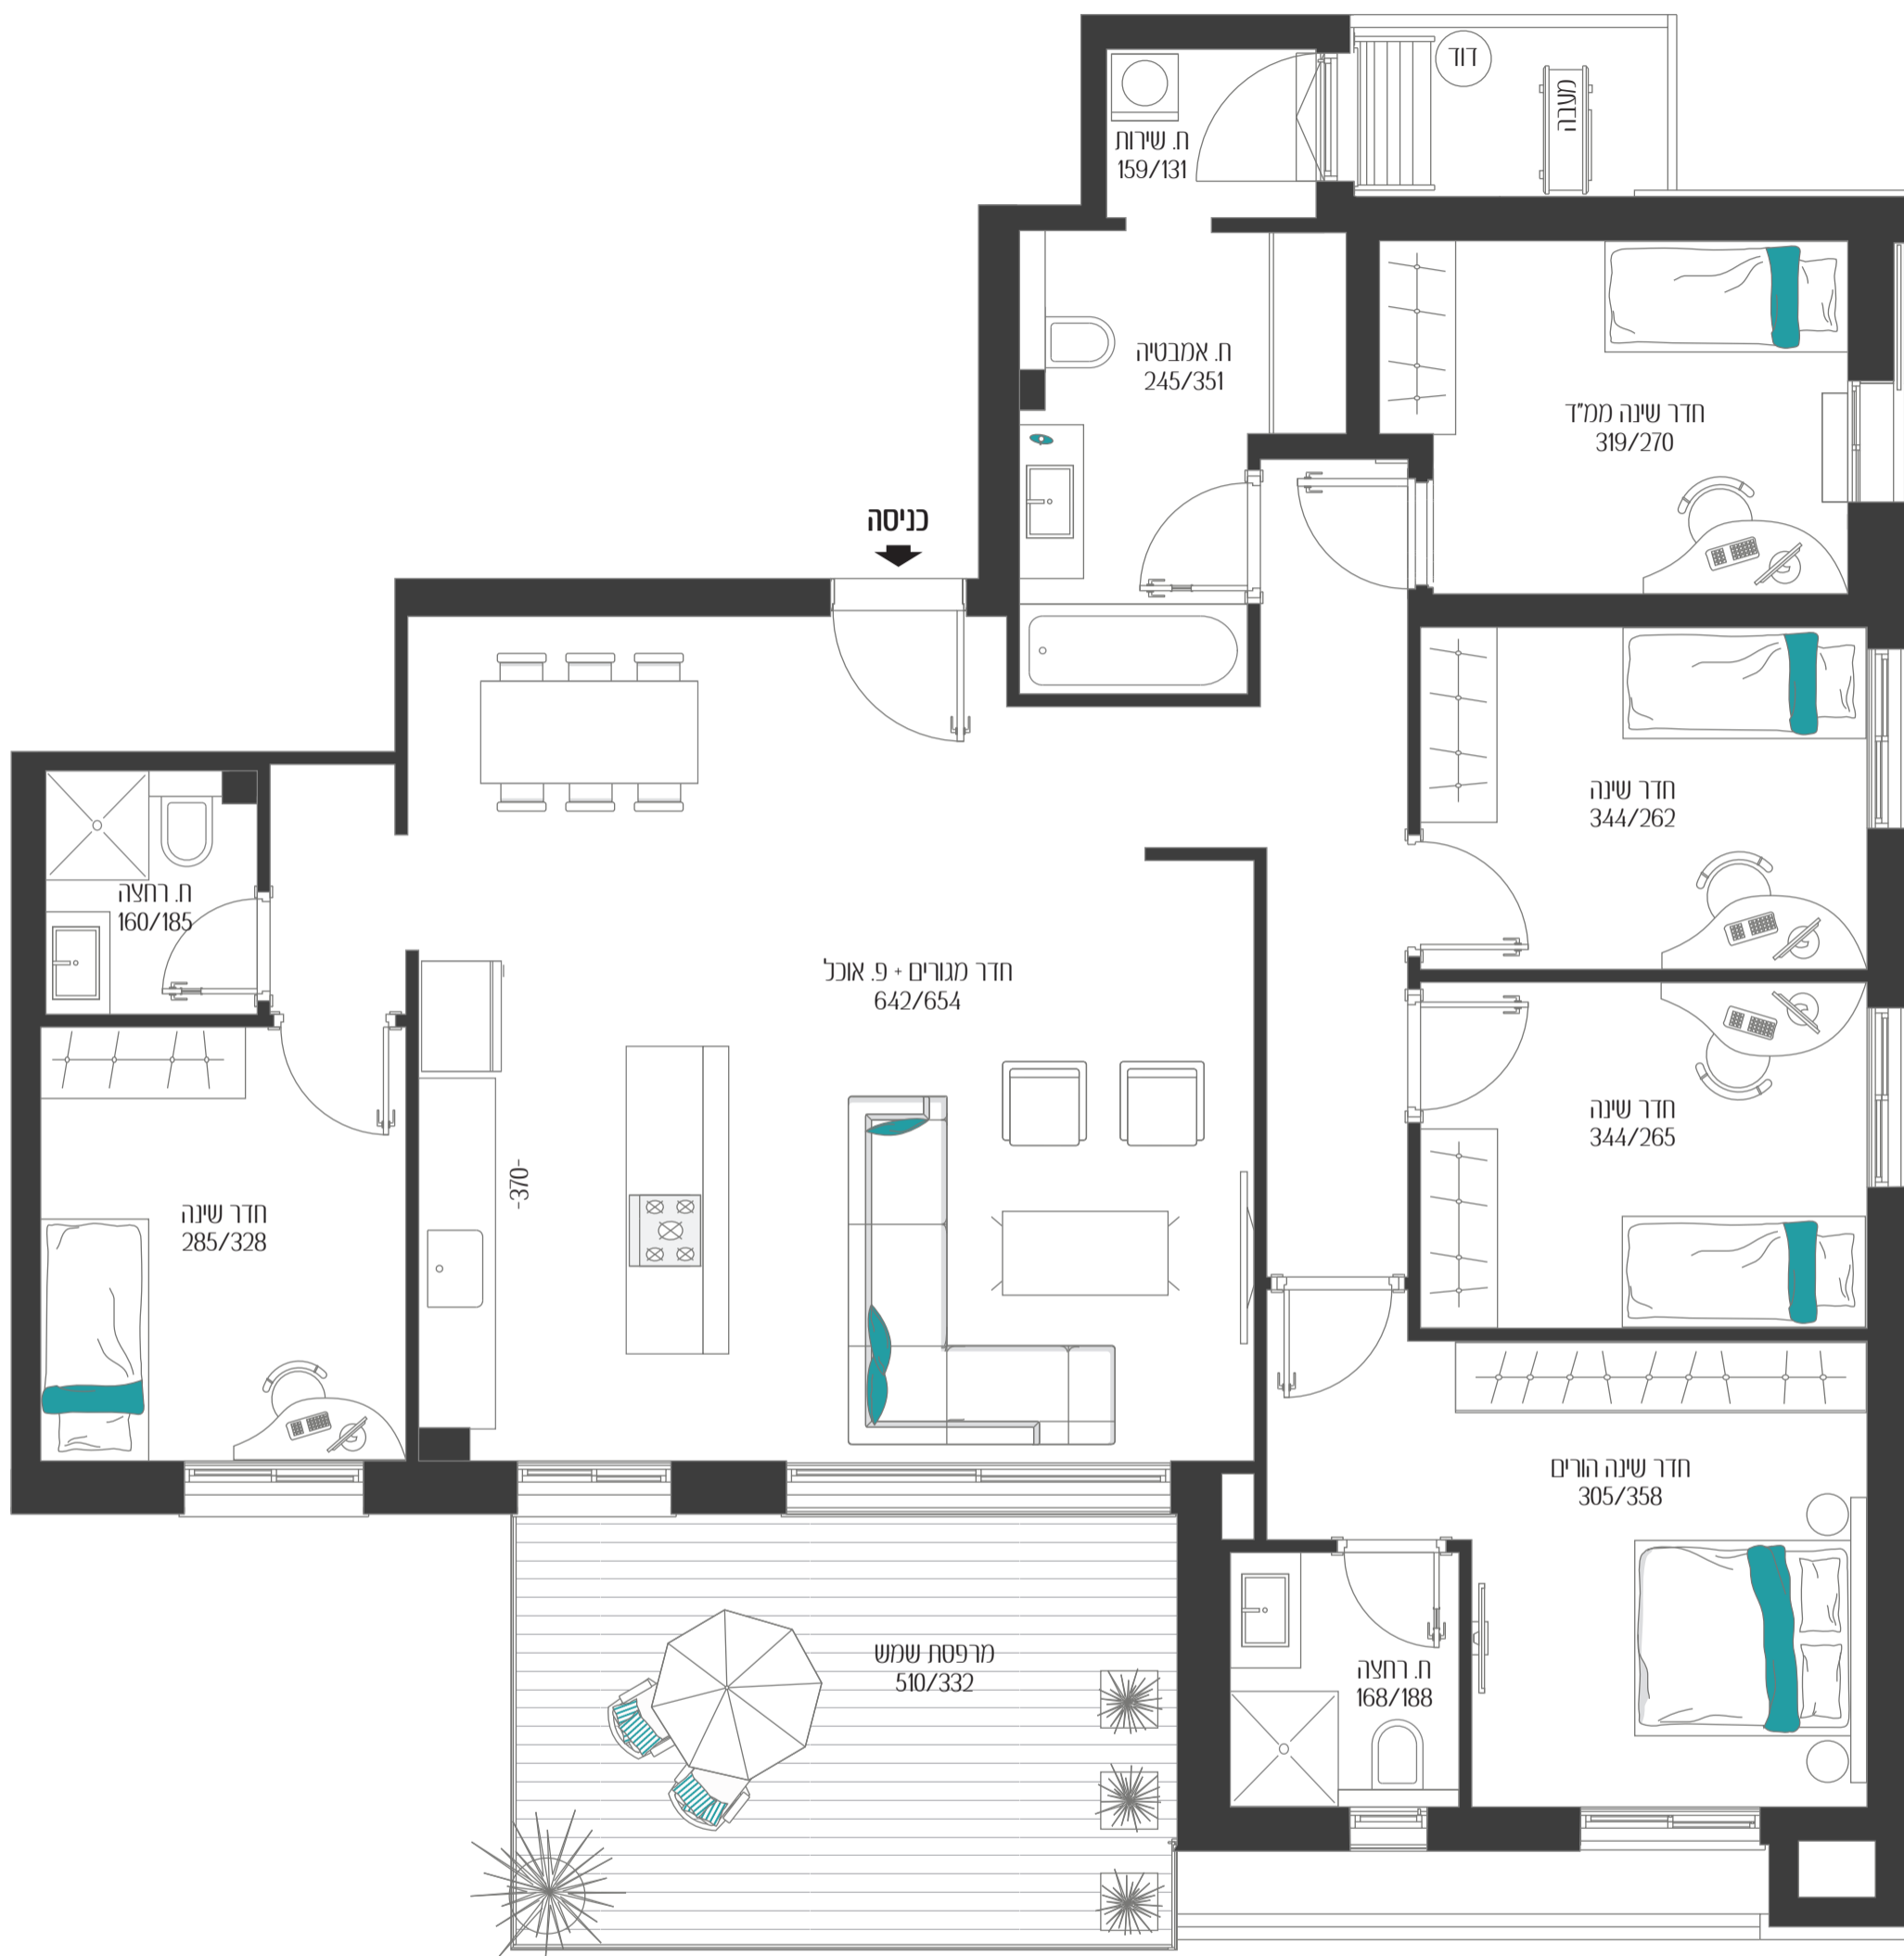 דוד
מעבה
ח. שירות
159/131
ח. אמבטיה
245/351
חדר שינה ממ"ד
319/270
כניסה
חדר שינה
344/262
ח. רחצה
160/185
חדר מגורים + פ. אוכל
642/654
חדר שינה
344/265
-370-
חדר שינה
285/328
חדר שינה הורים
305/358
מרפסת שמש
510/332
ח. רחצה
168/188